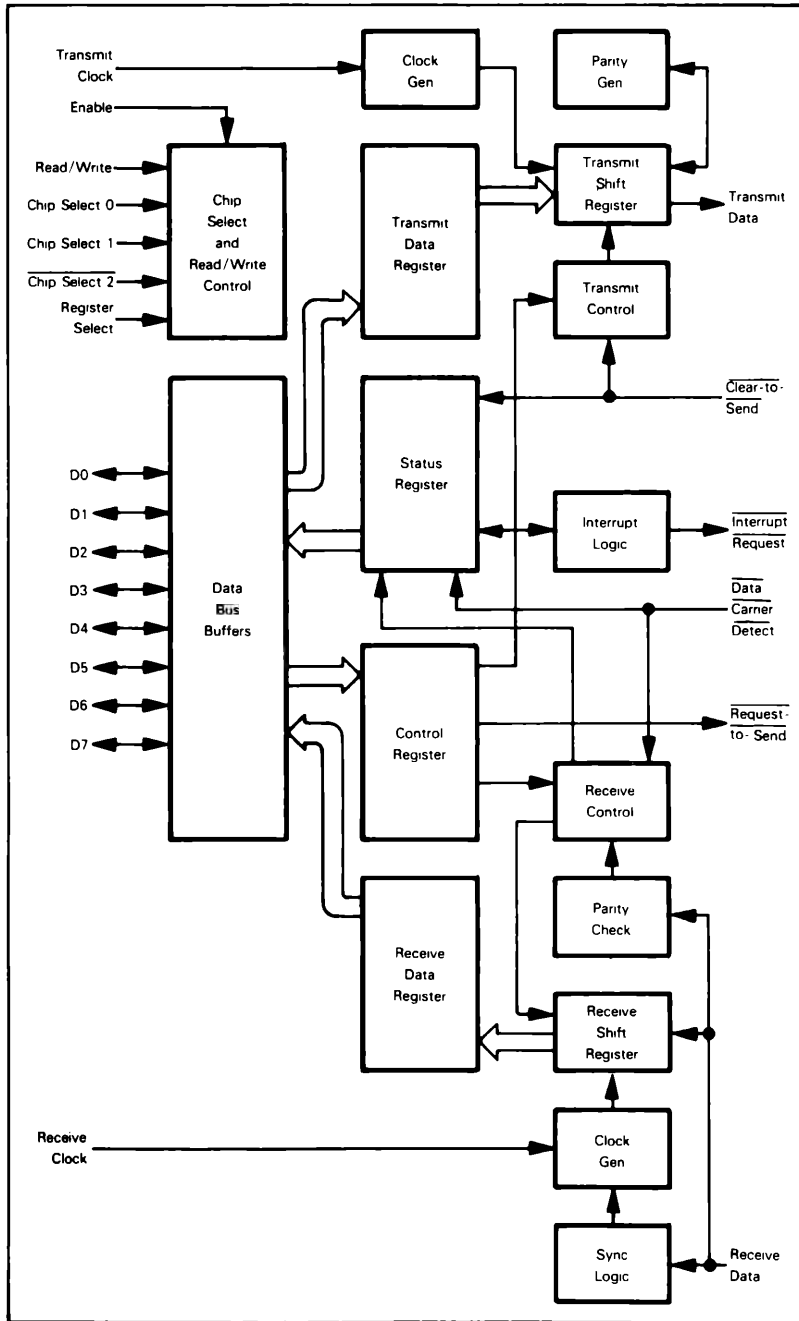 Transmit
Clock
Clock
Gen
Parity
Gen
Enable
Read/Write
Chip Select 0
Chip Select 1
Chip Select 2
Register
Select
Chip
Select
and
Read/Write
Control
Transmit
Data
Register
Transmit
Shift
Register
Transmit
Data
Transmit
Control
Clear-to-
Send
Status
Register
Interrupt
Logic
Interrupt
Request
D0
D1
D2
D3
D4
D5
D6
D7
Data
Bus
Buffers
Data
Carrier
Detect
Control
Register
Request-
to-Send
Receive
Control
Parity
Check
Receive
Data
Register
Receive
Shift
Register
Receive
Clock
Clock
Gen
Sync
Logic
Receive
Data